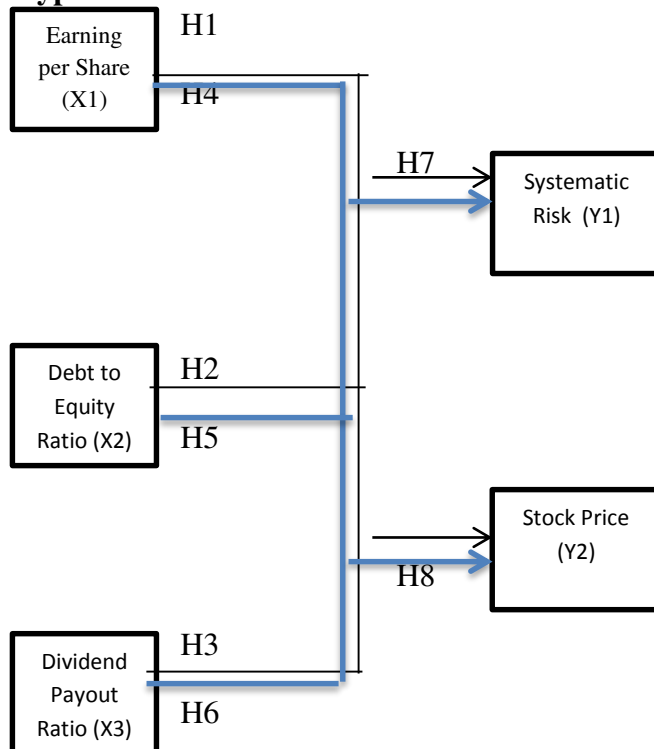 yp
H1
Earning
per Share
(X1)
H4
H7
Systematic
Risk (Y1)
H2
Debt to
Equity
Ratio (X2)
H5
Stock Price
(Y2)
H8
H3
Dividend
Payout
Ratio (X3)
H6